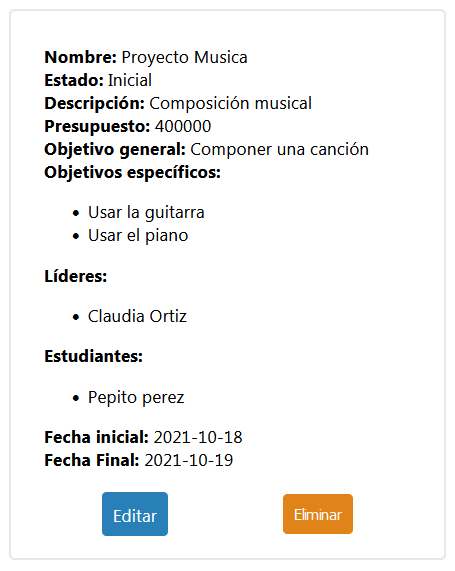 Nombre: Proyecto Musica
Estado: Inicial
Descripción: Composición musical
Presupuesto: 400000
Objetivo general: Componer una canción
Objetivos específicos:
• Usar la guitarra
• Usar el piano
Líderes:
• Claudia Ortiz
Estudiantes:
• Pepito perez
Fecha inicial: 2021-10-18
Fecha Final: 2021-10-19
Editar
Eliminar